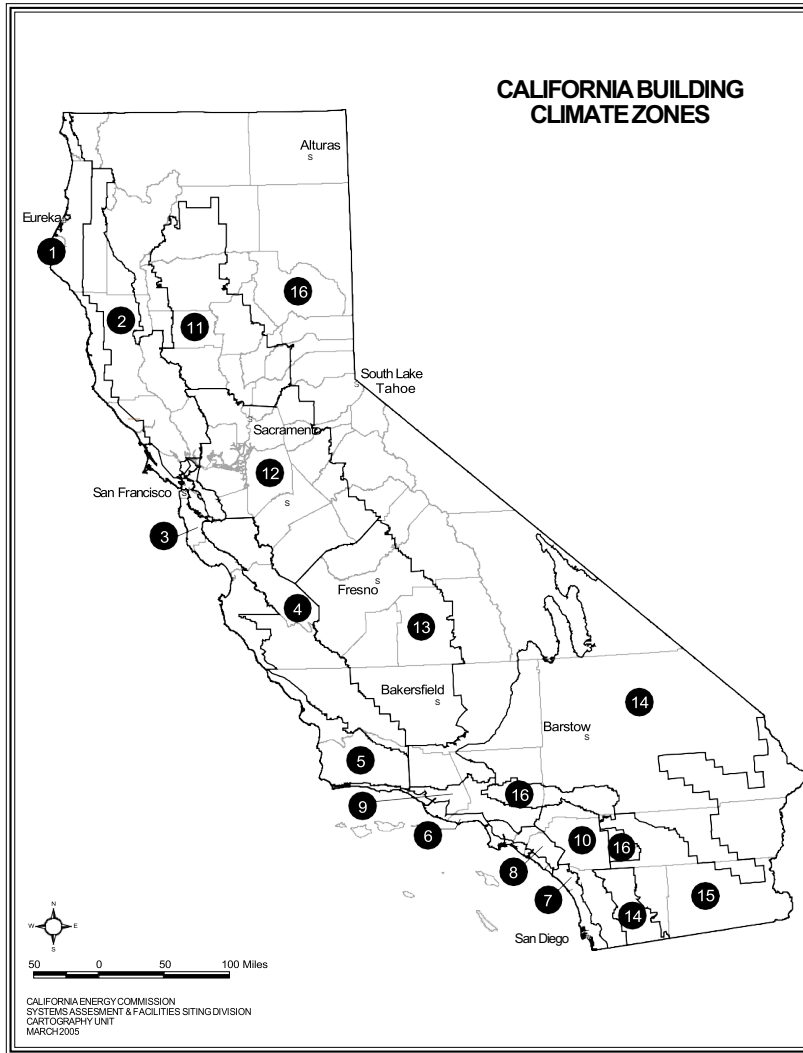 CALIFORNIA BUILDING
CLIMATE ZONES
Alturas
S
Eureka
1
16
2
11
South Lake
Tahoe
S
S
Sacramento
12
San Francisco
S
S
3
Fresno
S
4
13
Bakersfield
S
14
Barstow
S
5
16
9
6
10
16
8
7
15
14
San Diego
N
W E
S
50 0 50 100 Miles
CALIFORNIA ENERGY COMMISSION
SYSTEMS ASSESMENT & FACILITIES SITING DIVISION
CARTOGRAPHY UNIT
MARCH 2005